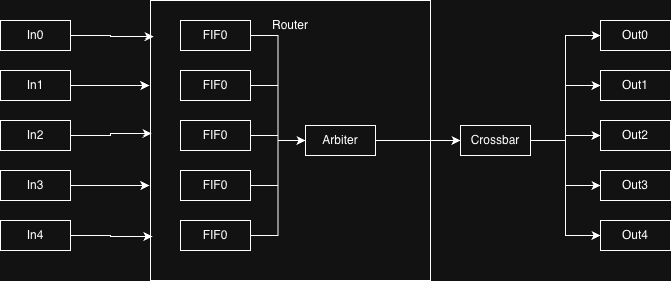 Router
In0
FIF0
Out0
In1
FIF0
Out1
In2
FIF0
Arbiter
Crossbar
Out2
In3
FIF0
Out3
In4
FIF0
Out4